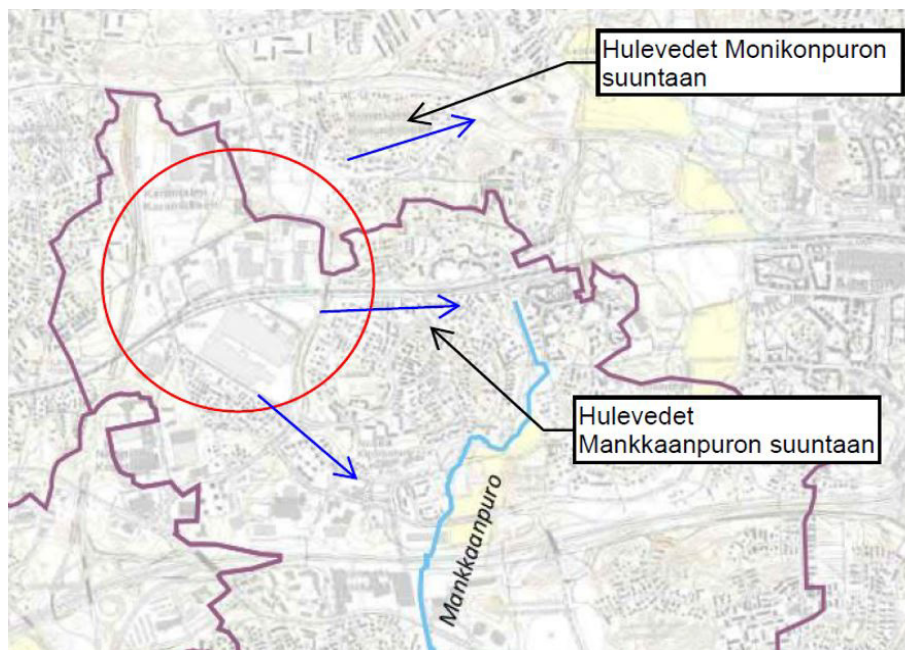 Hulevedet Monikonpuron
suuntaan
Hulevedet
Mankkaanpuron suuntaan
Mankkaanpuro